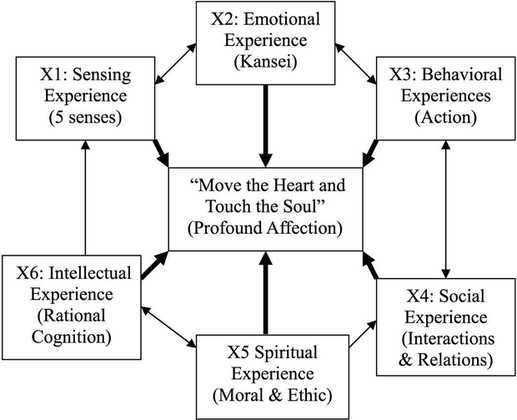 X2: Emotional
Experience
(Kansei)
X1: Sensing
Experience
(5 senses)
X3: Behavioral
Experiences
(Action)
“Move the Heart and
Touch the Soul”
(Profound Affection)
X6: Intellectual
Experience
(Rational
Cognition)
X4: Social
Experience
(Interactions
& Relations)
X5 Spiritual
Experience
(Moral & Ethic)